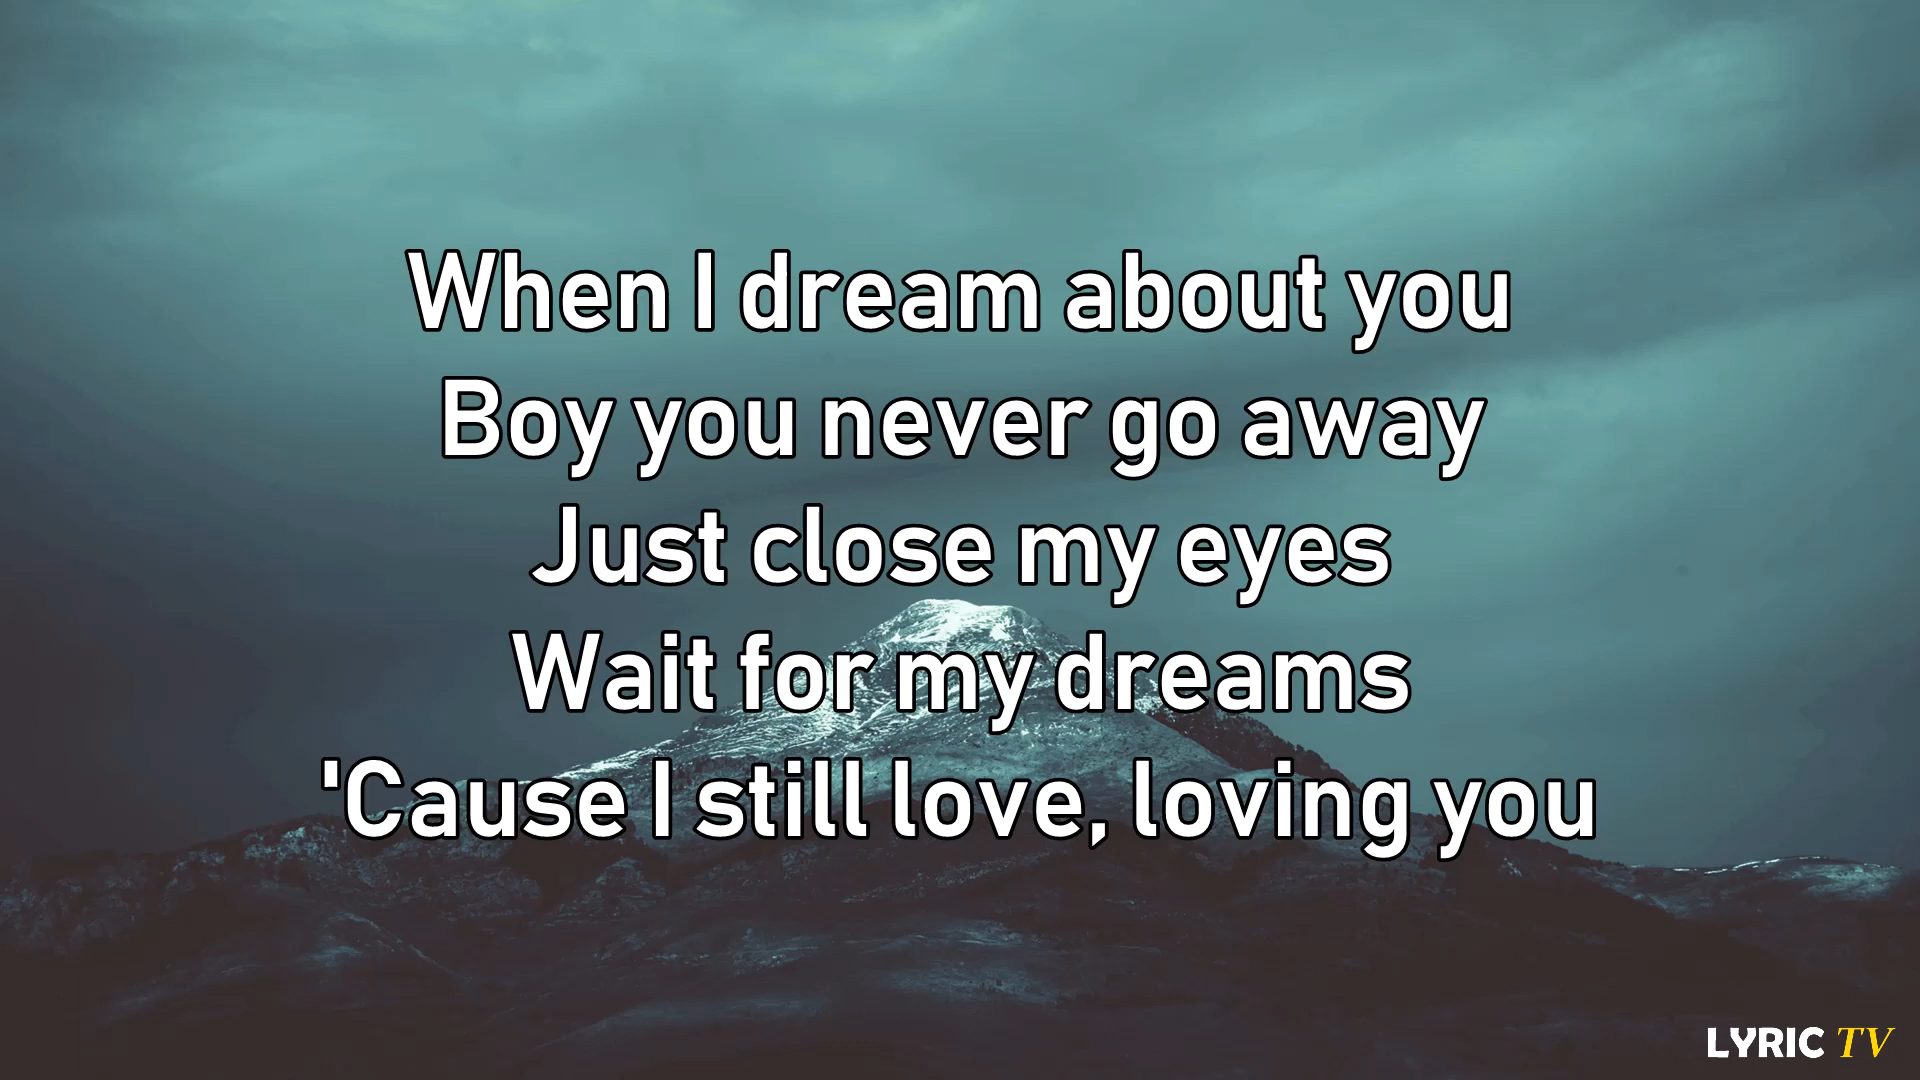 When I dream about you
Boy you never go away
Just close my eyes
Wait for my dreams
'Cause I still love, loving you
LYRIC TV